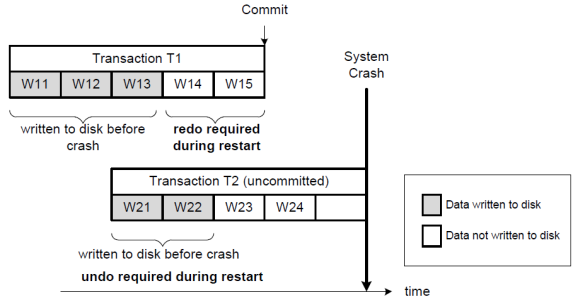 Commit
Transaction T1
System
Crash
W11 W12 W13 W14 W15
written to disk before
crash
redo required
during restart
Transaction T2 (uncommitted)
W21 W22 W23 W24
Data written to disk
Data not written to disk
written to disk before crash
undo required during restart
time